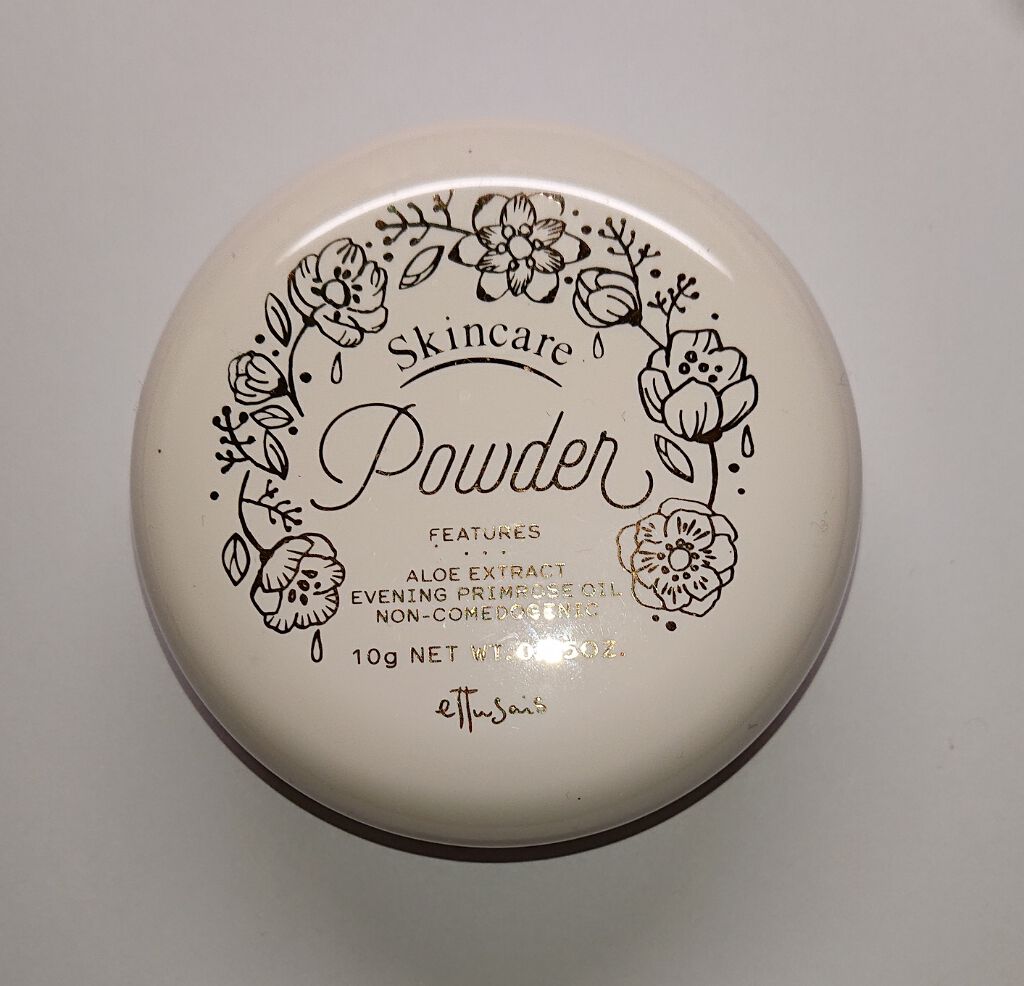 Skincare
Powder
FEATURES
ALOE EXTRACT
EVENING PRIMROSE OIL
NON-COMEDOGENIC
10g NET WT.
ettusais